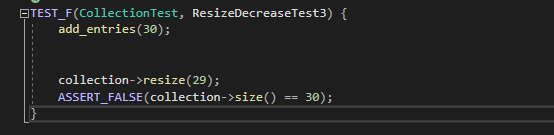 TEST_F(CollectionTest, ResizeDecreaseTest3) {
add_entries(30);
collection->resize(29);
ASSERT_FALSE(collection->size() == 30);
}